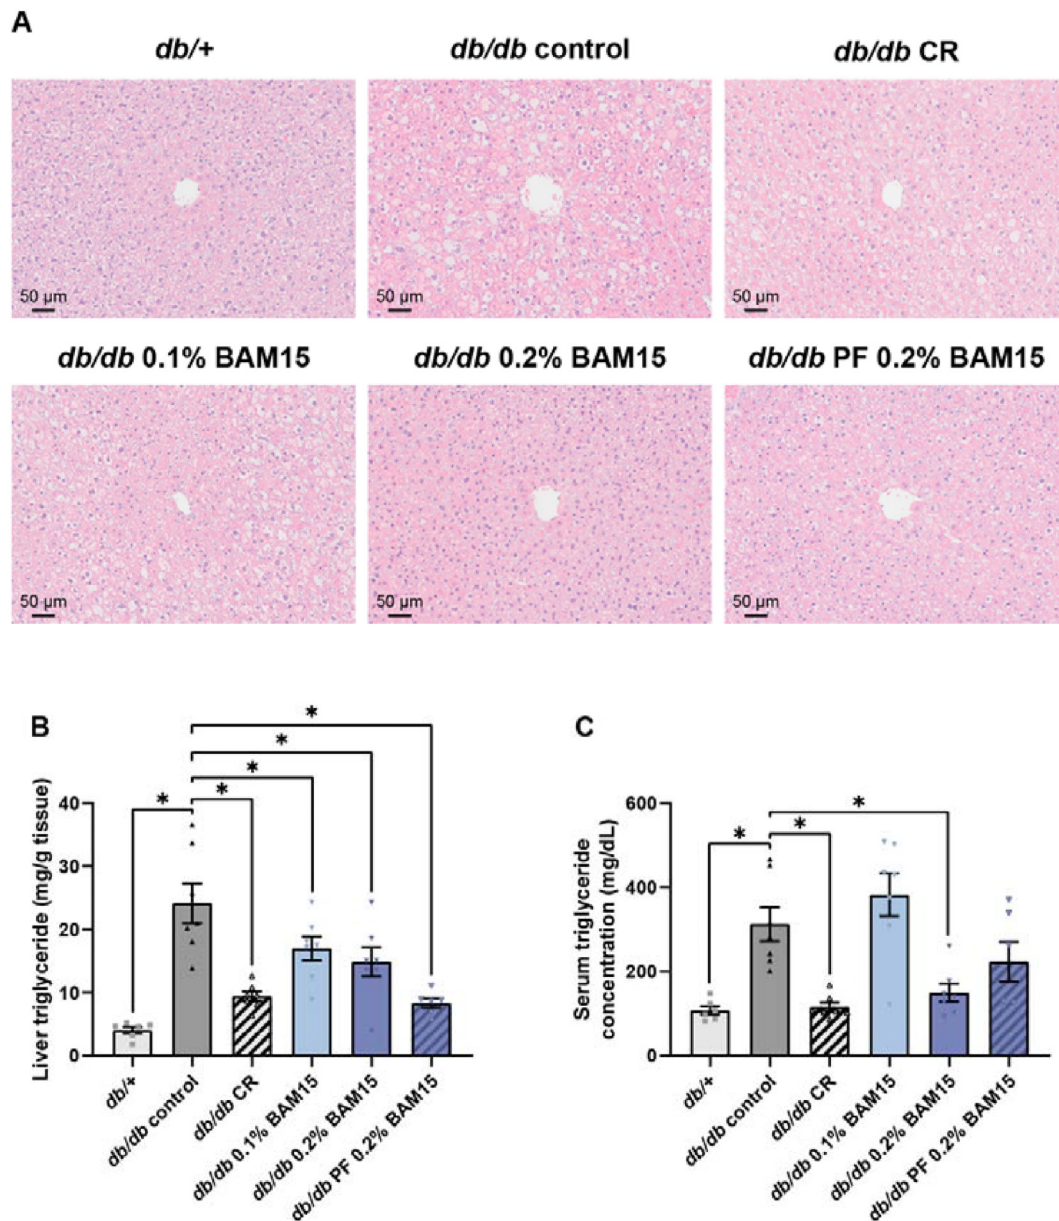 A
db/+
db/db control
db/db CR
50 µm
50 µm
50 µm
db/db 0.1% BAM15
db/db 0.2% BAM15
db/db PF 0.2% BAM15
50 µm
50 µm
50 µm
B
Liver triglyceride (mg/g tissue)
40
30
20
10
0
*
*
*
*
*
db/+
db/db control
db/db CR
db/db 0.1% BAM15
db/db 0.2% BAM15
db/db PF 0.2% BAM15
C
Serum triglyceride
concentration (mg/dL)
600
400
200
0
*
*
*
db/+
db/db control
db/db CR
db/db 0.1% BAM15
db/db 0.2% BAM15
db/db PF 0.2% BAM15